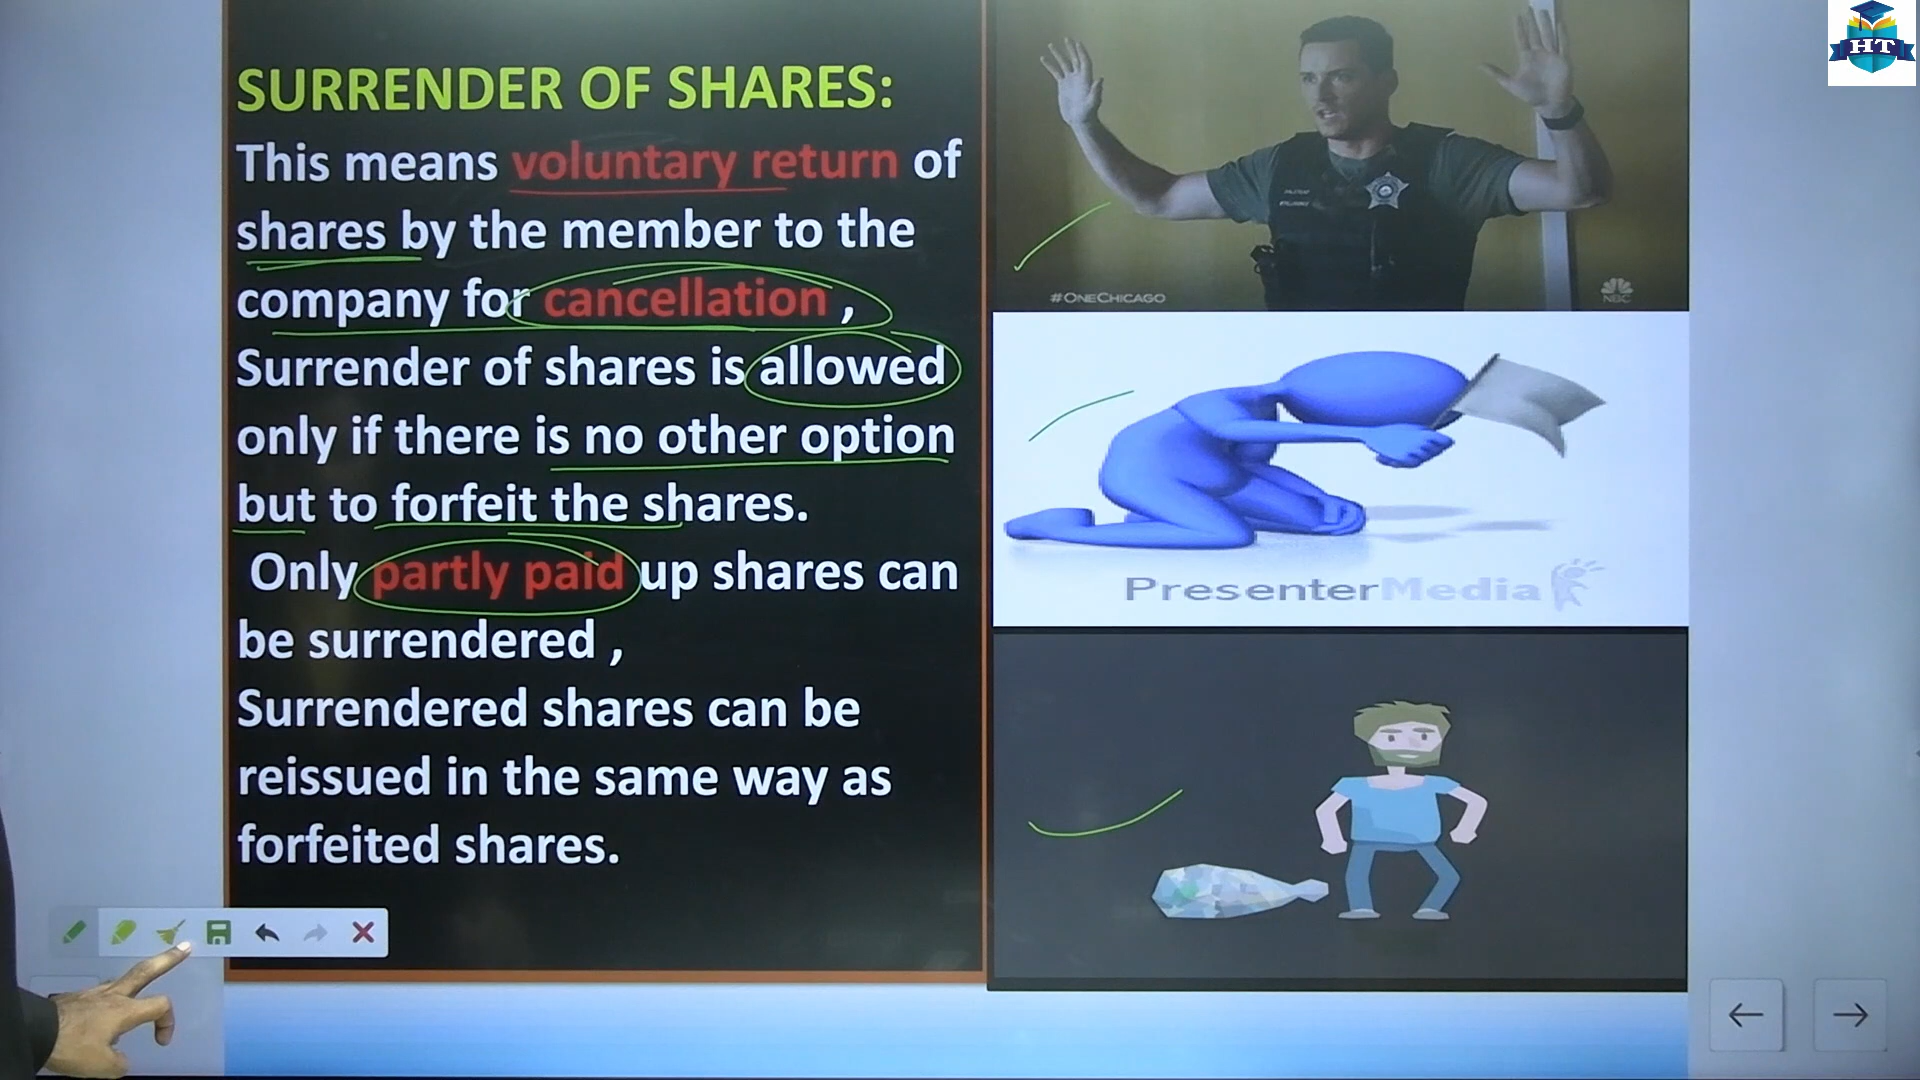 SURRENDER OF SHARES:
This means voluntary return of
shares by the member to the
company for cancellation ,
Surrender of shares is allowed
only if there is no other option
but to forfeit the shares.
Only partly paid up shares can
be surrendered ,
Surrendered shares can be
reissued in the same way as
forfeited shares.
#ONECHICAGO
NBC
PresenterMedia
HT